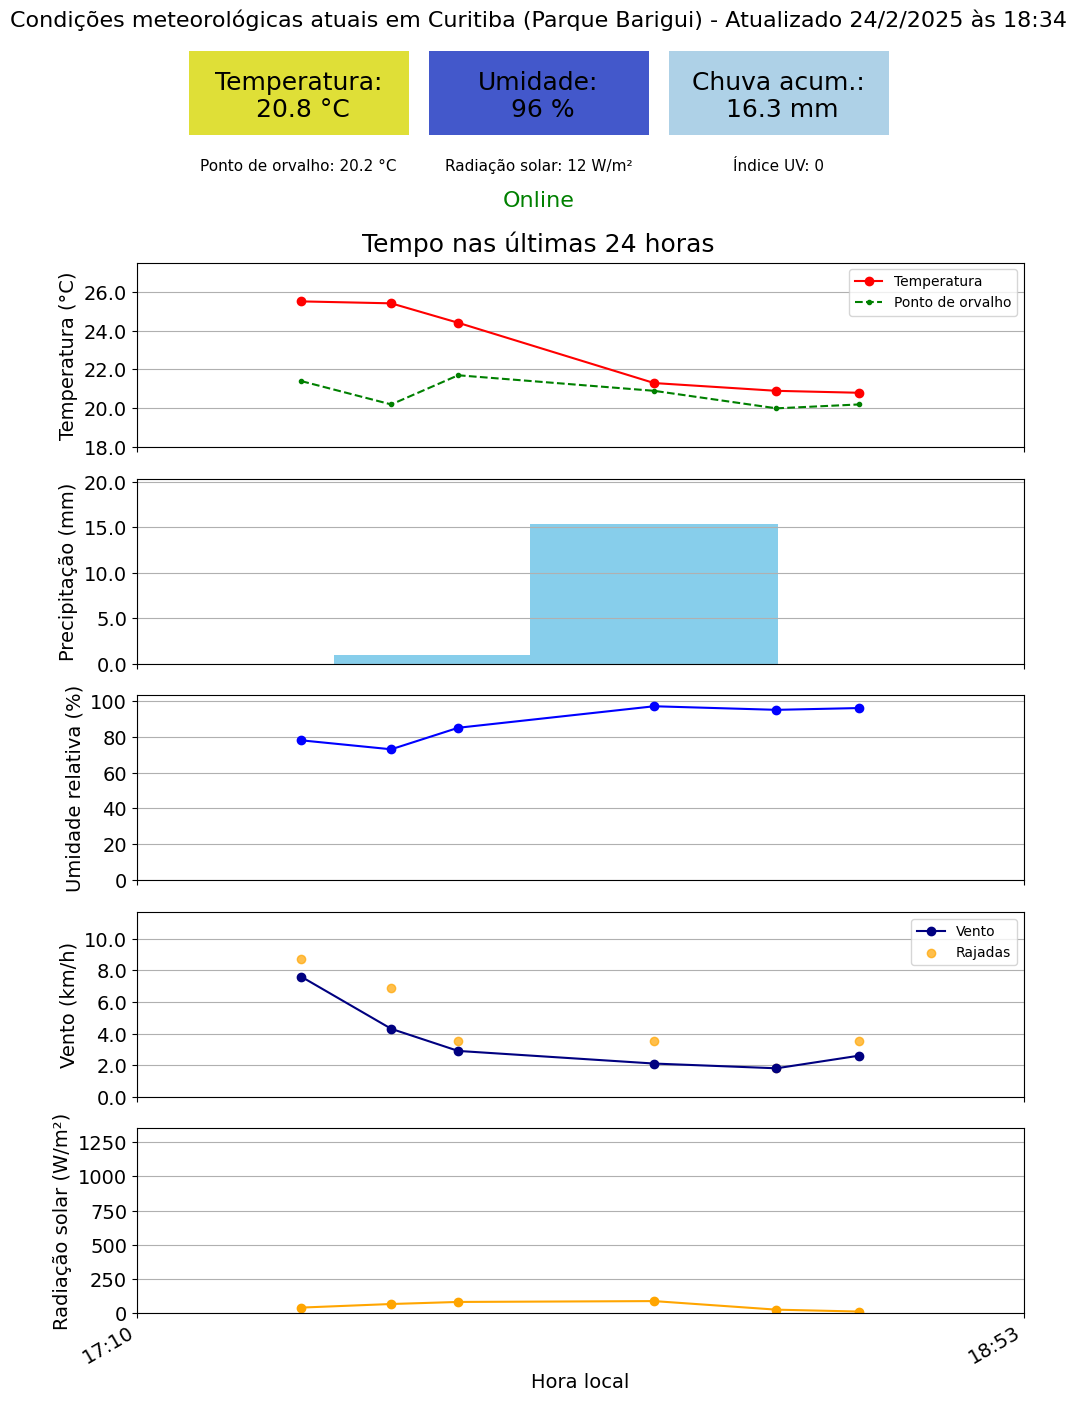 Condições meteorológicas atuais em Curitiba (Parque Barigui) - Atualizado 24/2/2025 às 18:34
Temperatura:
20.8 °C
Umidade:
96 %
Chuva acum.:
16.3 mm
Ponto de orvalho: 20.2 °C
Radiação solar: 12 W/m²
Índice UV: 0
Online
Tempo nas últimas 24 horas
Temperatura (°C)
26.0
24.0
22.0
20.0
18.0
Temperatura
Ponto de orvalho
Precipitação (mm)
20.0
15.0
10.0
5.0
0.0
Umidade relativa (%)
100
80
60
40
20
0
Vento (km/h)
10.0
8.0
6.0
4.0
2.0
0.0
Vento
Rajadas
Radiação solar (W/m²)
1250
1000
750
500
250
0
17:10
18:53
Hora local